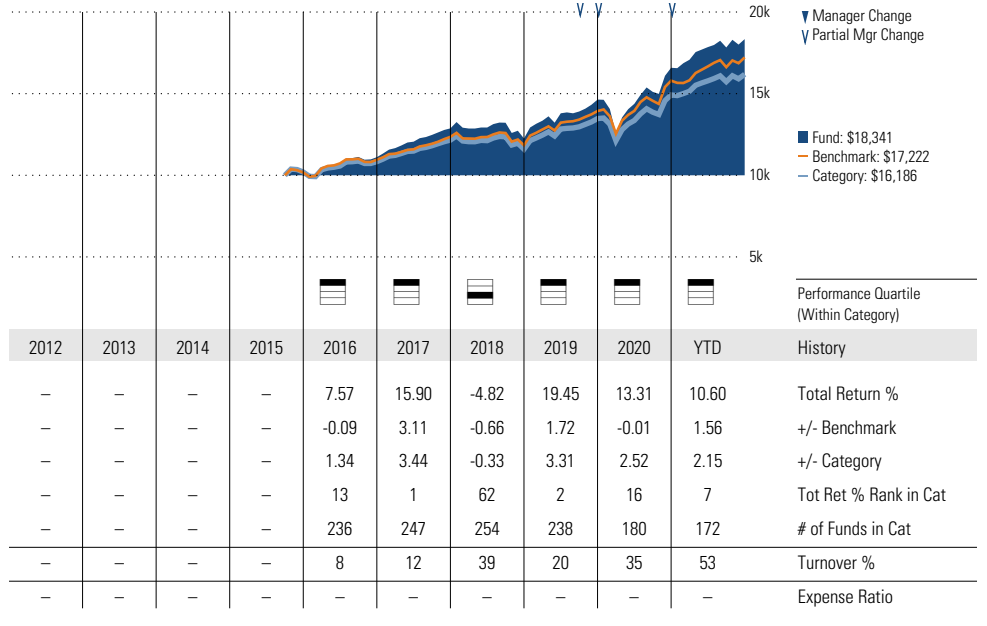 20k
15k
10k
5k
Manager Change
Partial Mgr Change
Fund: $18,341
Benchmark: $17,222
Category: $16,186
Performance Quartile
(Within Category)
2012 2013 2014 2015 2016 2017 2018 2019 2020 YTD History
– – – – 7.57 15.90 -4.82 19.45 13.31 10.60 Total Return %
– – – – -0.09 3.11 -0.66 1.72 -0.01 1.56 +/- Benchmark
– – – – 1.34 3.44 -0.33 3.31 2.52 2.15 +/- Category
– – – – 13 1 62 2 16 7 Tot Ret % Rank in Cat
– – – – 236 247 254 238 180 172 # of Funds in Cat
– – – – 8 12 39 20 35 53 Turnover %
– – – – – – – – – – Expense Ratio